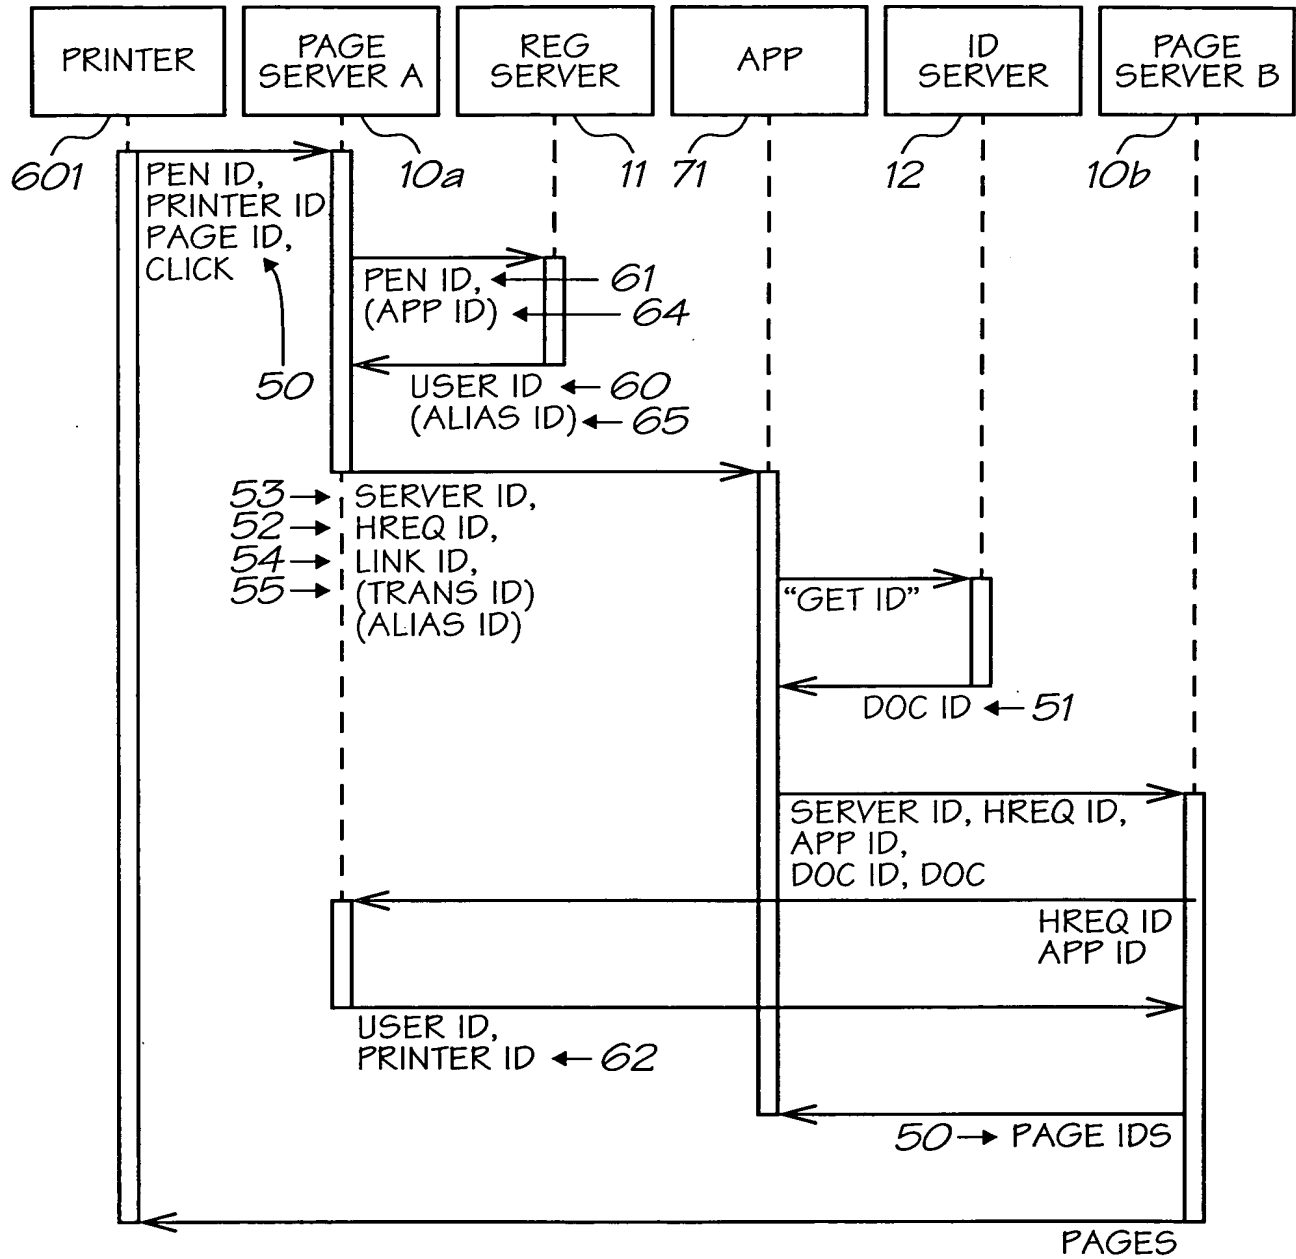 PRINTER
PAGE
SERVER A
REG
SERVER
APP
ID
SERVER
PAGE
SERVER B
601
10a
11
71
12
10b
PEN ID,
PRINTER ID
PAGE ID,
CLICK
50
PEN ID,
61
(APP ID)
64
USER ID
60
(ALIAS ID)
65
53
SERVER ID,
52
HREQ ID,
54
LINK ID,
55
(TRANS ID)
(ALIAS ID)
“GET ID”
DOC ID
51
SERVER ID, HREQ ID,
APP ID,
DOC ID, DOC
HREQ ID
APP ID
USER ID,
PRINTER ID
62
50
PAGE IDS
PAGES